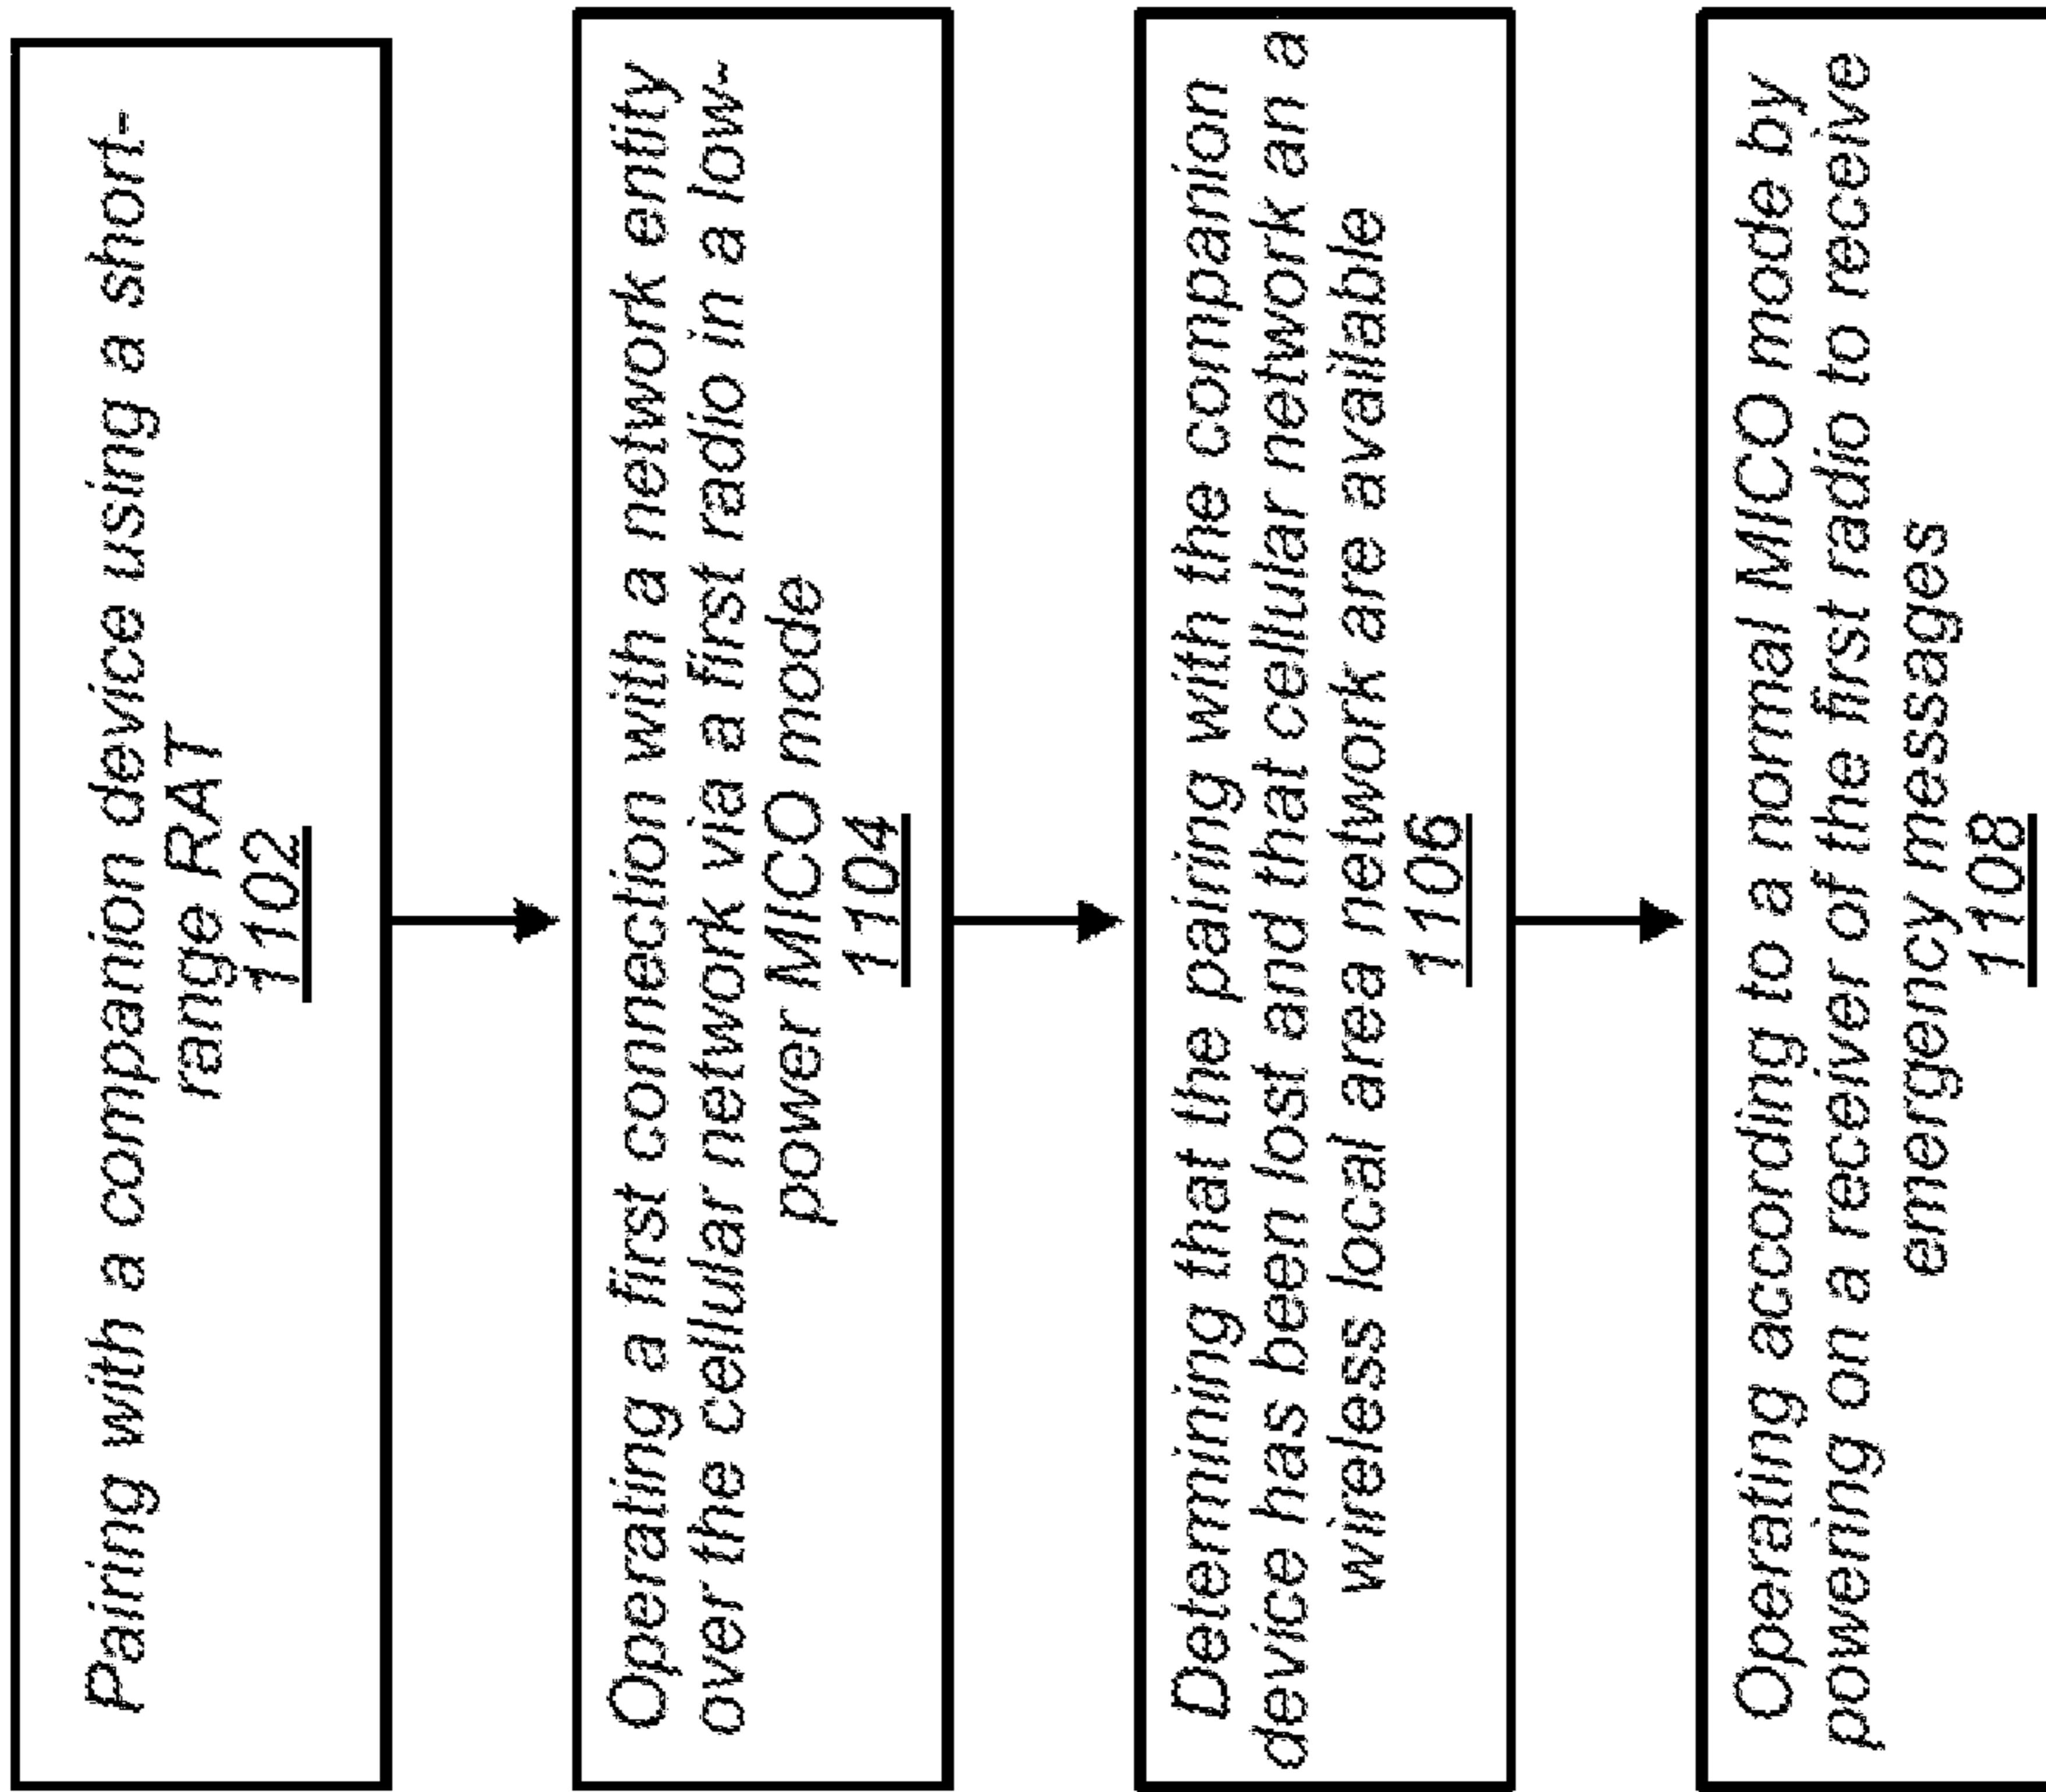 Pairing with a companion device using a short-
range RAT
1102
Operating a first connection with a network entity
over the cellular network via a first radio in a low-
power MICO mode
1104
Determining that the pairing with the companion
device has been lost and that cellular network an a
wireless local area network are available
1106
Operating according to a normal MICO mode by
powering on a receiver of the first radio to receive
emergency messages
1108